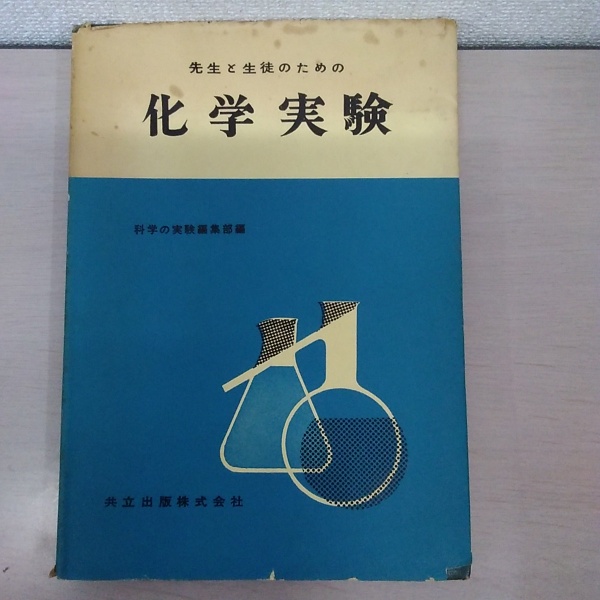 先生と生徒のための
化学実験
科学の実験編集部編
共立出版株式会社